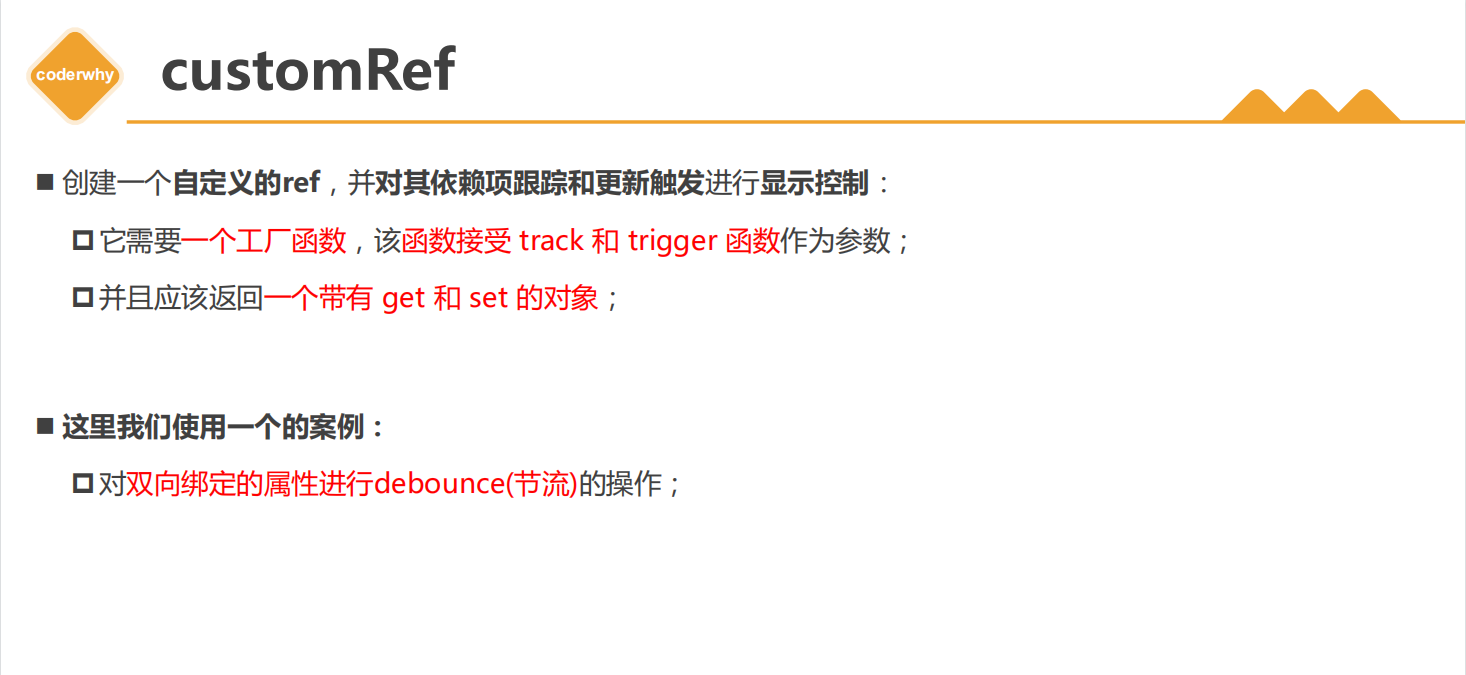 coderwhy
customRef
创建一个自定义的ref，并对其依赖项跟踪和更新触发进行显示控制：
它需要一个工厂函数，该函数接受 track 和 trigger 函数作为参数；
并且应该返回一个带有 get 和 set 的对象；
这里我们使用一个的案例：
对双向绑定的属性进行debounce(节流)的操作；